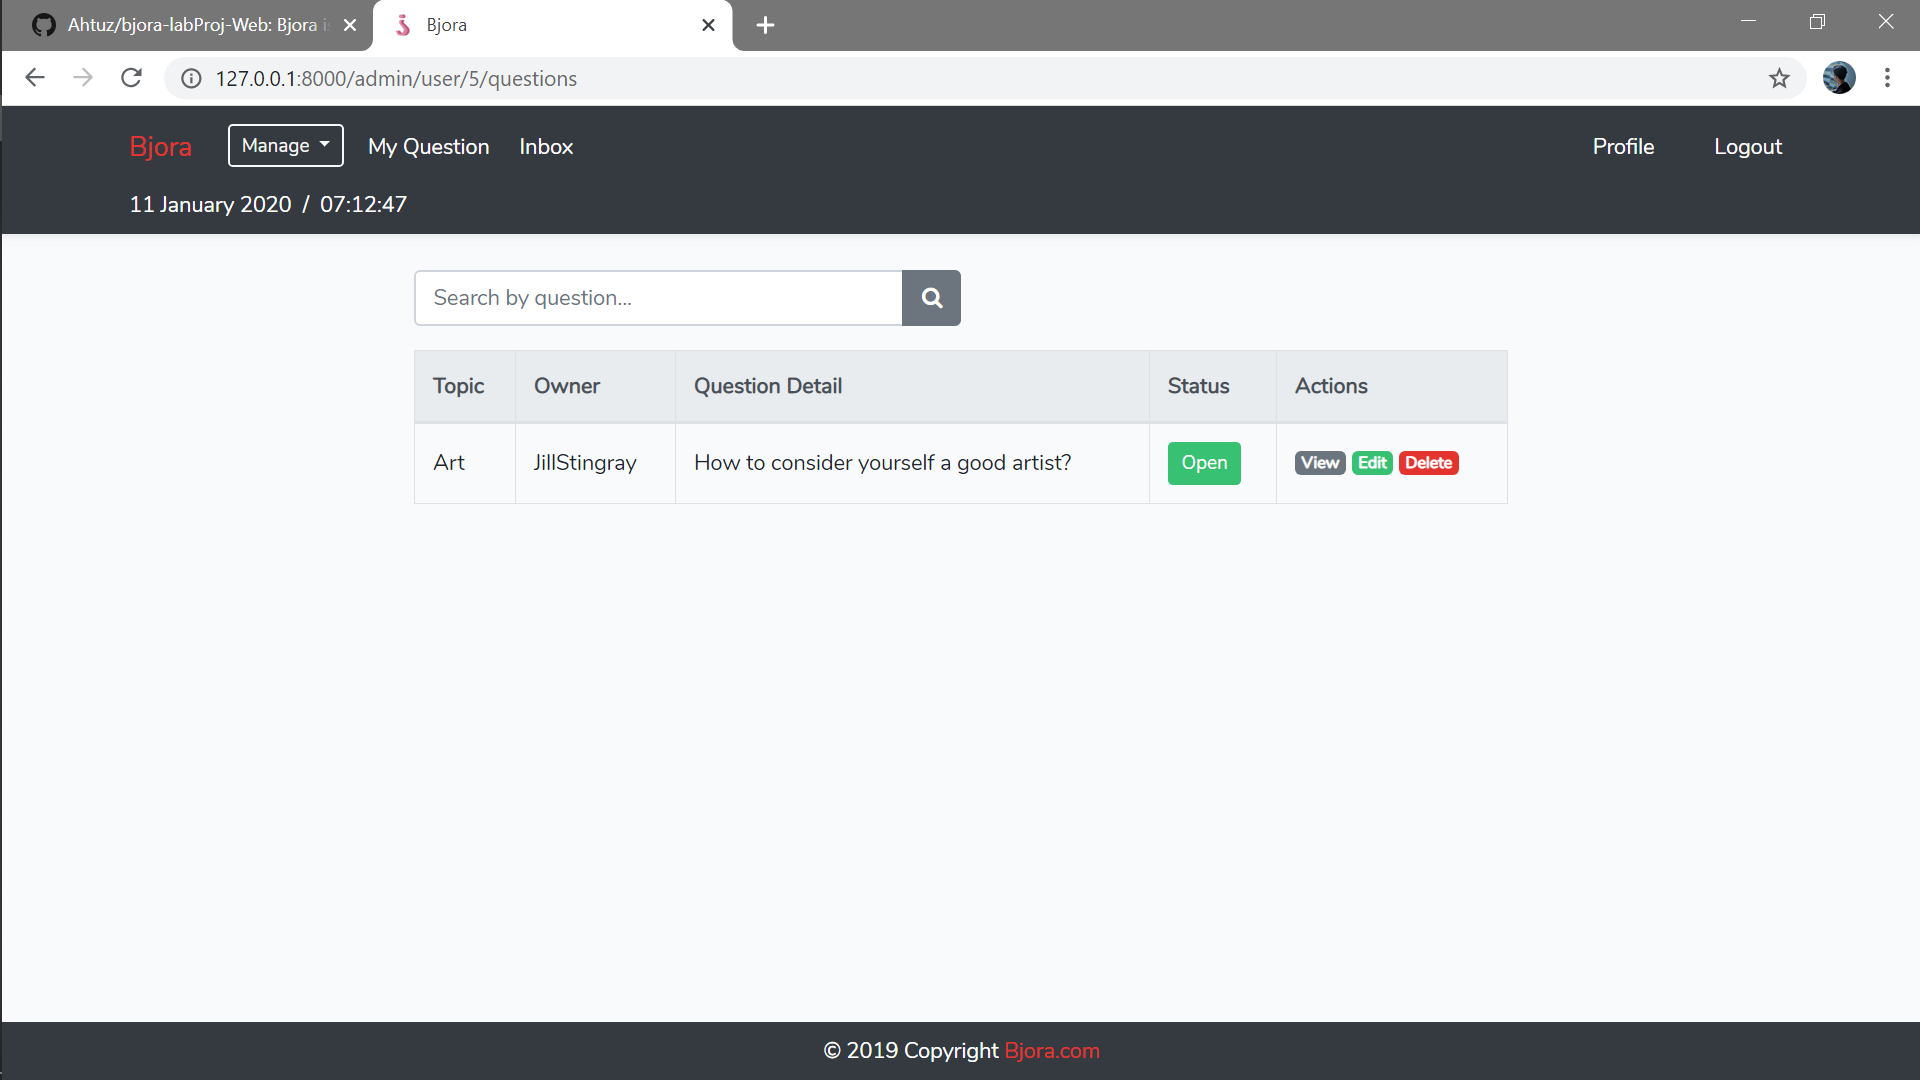 Ahtuz/bjora-labProj-Web: Bjora
Bjora
127.0.0.1:8000/admin/user/5/questions
Bjora Manage My Question Inbox Profile Logout
11 January 2020 / 07:12:47
Search by question...
Topic Owner Question Detail Status Actions
Art JillStingray How to consider yourself a good artist? Open View Edit Delete
© 2019 Copyright Bjora.com